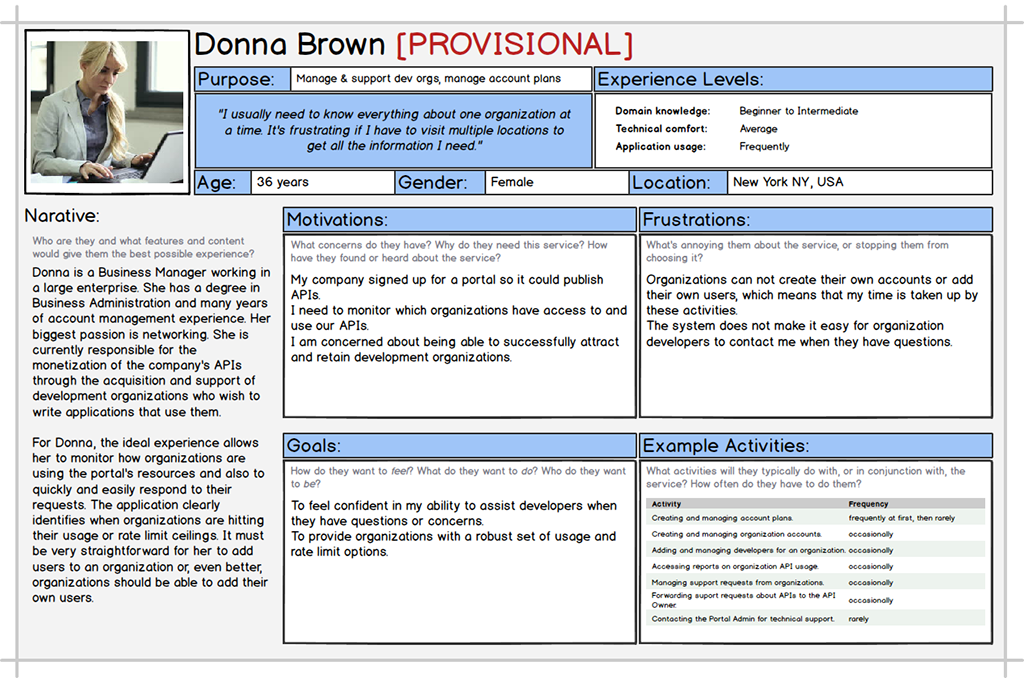 Donna Brown [PROVISIONAL]
Purpose:
Manage & support dev orgs, manage account plans
Experience Levels:
"I usually need to know everything about one organization at
a time. It's frustrating if I have to visit multiple locations to
get all the information I need."
Domain knowledge: Beginner to Intermediate
Technical comfort: Average
Application usage: Frequently
Age: 36 years
Gender: Female
Location: New York NY, USA
Narative:
Who are they and what features and content
would give them the best possible experience?
Donna is a Business Manager working in
a large enterprise. She has a degree in
Business Administration and many years
of account management experience. Her
biggest passion is networking. She is
currently responsible for the
monetization of the company's APIs
through the acquisition and support of
development organizations who wish to
write applications that use them.
For Donna, the ideal experience allows
her to monitor how organizations are
using the portal's resources and also to
quickly and easily respond to their
requests. The application clearly
identifies when organizations are hitting
their usage or rate limit ceilings. It must
be very straightforward for her to add
users to an organization or, even better,
organizations should be able to add their
own users.
Motivations:
What concerns do they have? Why do they need this service? How
have they found or heard about the service?
My company signed up for a portal so it could publish
APIs.
I need to monitor which organizations have access to and
use our APIs.
I am concerned about being able to successfully attract
and retain development organizations.
Frustrations:
What's annoying them about the service, or stopping them from
choosing it?
Organizations can not create their own accounts or add
their own users, which means that my time is taken up by
these activities.
The system does not make it easy for organization
developers to contact me when they have questions.
Goals:
How do they want to feel? What do they want to do? Who do they want
to be?
To feel confident in my ability to assist developers when
they have questions or concerns.
To provide organizations with a robust set of usage and
rate limit options.
Example Activities:
What activities will they typically do with, or in conjunction with, the
service? How often do they have to do them?
Activity Frequency
Creating and managing account plans. frequently at first, then rarely
Creating and managing organization accounts. occasionally
Adding and managing developers for an organization. occasionally
Accessing reports on organization API usage. occasionally
Managing support requests from organizations. occasionally
Forwarding suport requests about APIs to the API
Owner. occasionally
Contacting the Portal Admin for technical support. rarely